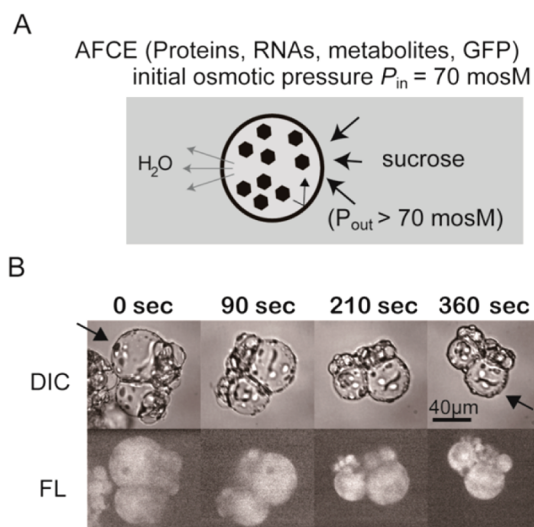 A
AFCE (Proteins, RNAs, metabolites, GFP)
initial osmotic pressure Pin = 70 mosM
H2O
sucrose
(Pout > 70 mosM)
B
0 sec 90 sec 210 sec 360 sec
DIC
40μm
FL